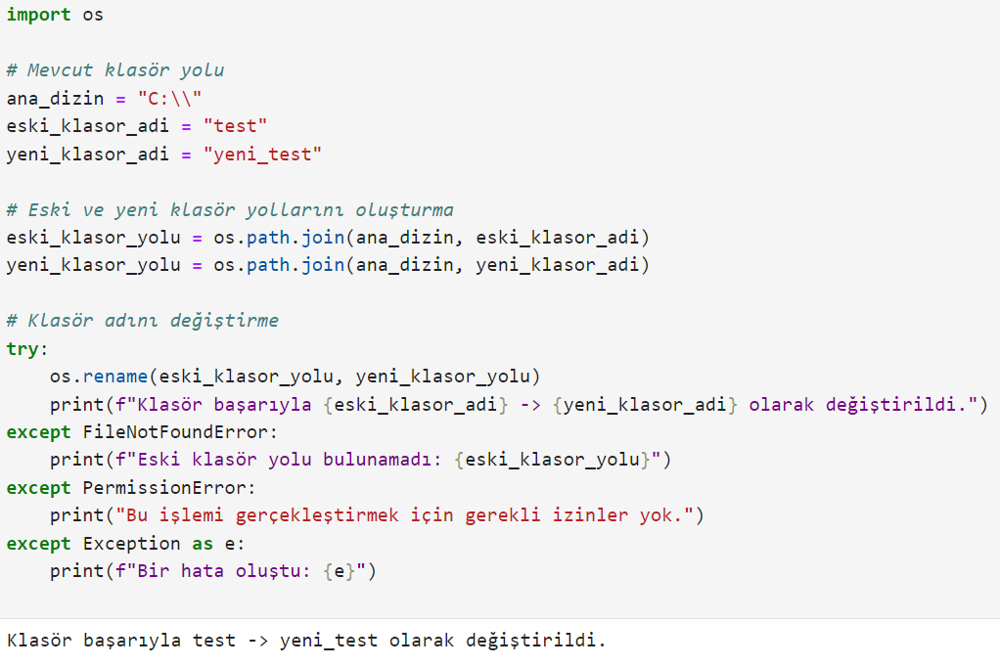 import os
# Mevcut klasör yolu
ana_dizin = "C:\\"
eski_klasor_adi = "test"
yeni_klasor_adi = "yeni_test"
# Eski ve yeni klasör yollarını oluşturma
eski_klasor_yolu = os.path.join(ana_dizin, eski_klasor_adi)
yeni_klasor_yolu = os.path.join(ana_dizin, yeni_klasor_adi)
# Klasör adını değiştirme
try:
    os.rename(eski_klasor_yolu, yeni_klasor_yolu)
    print(f"Klasör başarıyla {eski_klasor_adi} -> {yeni_klasor_adi} olarak değiştirildi.")
except FileNotFoundError:
    print(f"Eski klasör yolu bulunamadı: {eski_klasor_yolu}")
except PermissionError:
    print("Bu işlemi gerçekleştirmek için gerekli izinler yok.")
except Exception as e:
    print(f"Bir hata oluştu: {e}")
Klasör başarıyla test -> yeni_test olarak değiştirildi.